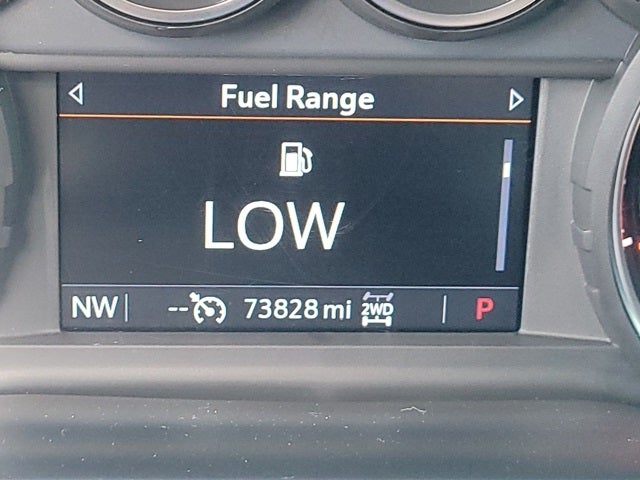 Fuel Range
LOW
NW -- 73828 mi 2WD P